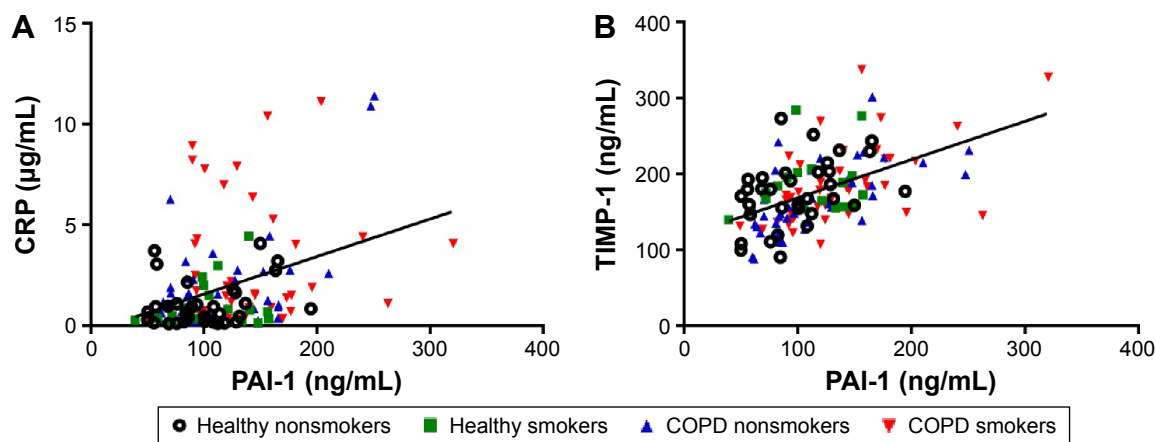 A
CRP (µg/mL)
15
10
5
0
0 100 200 300 400
PAI-1 (ng/mL)
B
TIMP-1 (ng/mL)
400
300
200
100
0
0 100 200 300 400
PAI-1 (ng/mL)
Healthy nonsmokers Healthy smokers COPD nonsmokers COPD smokers